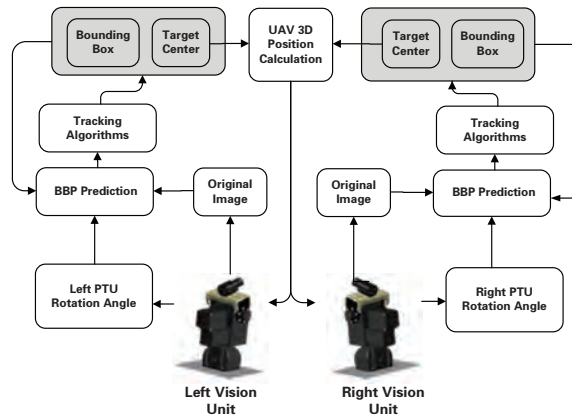 Bounding
Box
Target
Center
UAV 3D
Position
Calculation
Target
Center
Bounding
Box
Tracking
Algorithms
Tracking
Algorithms
BBP Prediction
Original
Image
Original
Image
BBP Prediction
Left PTU
Rotation Angle
Right PTU
Rotation Angle
Left Vision
Unit
Right Vision
Unit